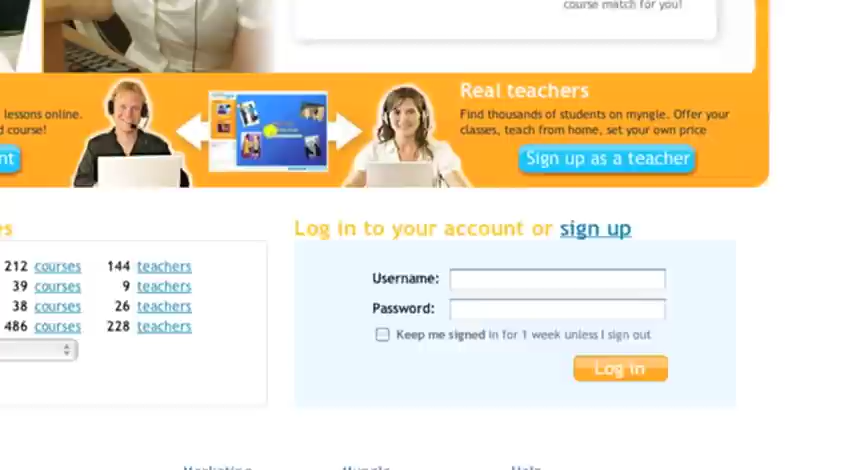 course match for you!
Real teachers
lessons online.
course!
Find thousands of students on myngle. Offer your
classes, teach from home, set your own price
Sign up as a teacher
Log in to your account or sign up
212 courses 144 teachers
39 courses 9 teachers
38 courses 26 teachers
486 courses 228 teachers
Username:
Password:
Keep me signed in for 1 week unless I sign out
Log in
Marketing Myngle Help